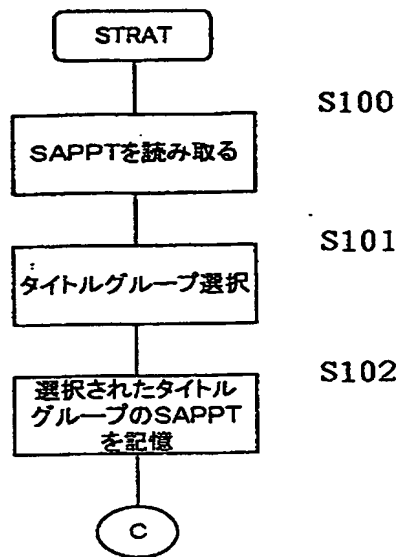 STRAT
S100
SAPPTを読み取る
S101
タイトルグループ選択
S102
選択されたタイトル
グループのSAPPT
を記憶
C